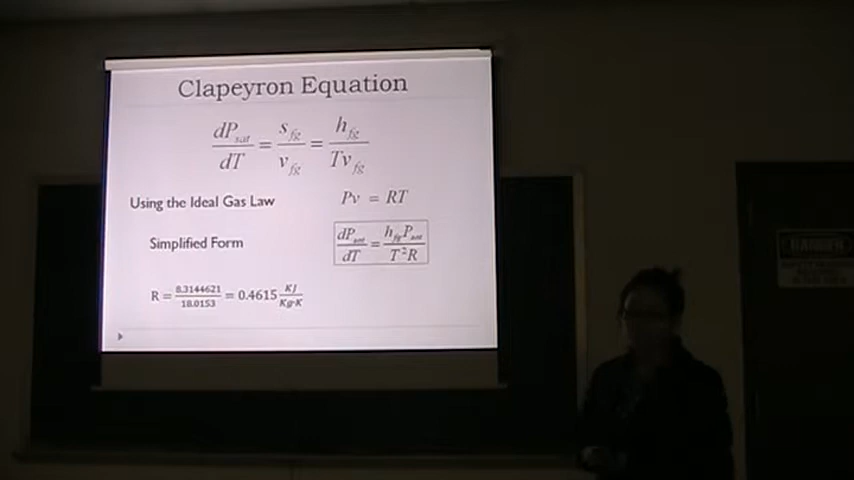 Clapeyron Equation
dP_sat/dT = s_fg/v_fg = h_fg/Tv_fg
Using the Ideal Gas Law Pv = RT
Simplified Form dP_sat/dT = h_fg P_sat/T²R
R = 8.3144621/18.0153 = 0.4615 KJ/Kg·K
DANGER